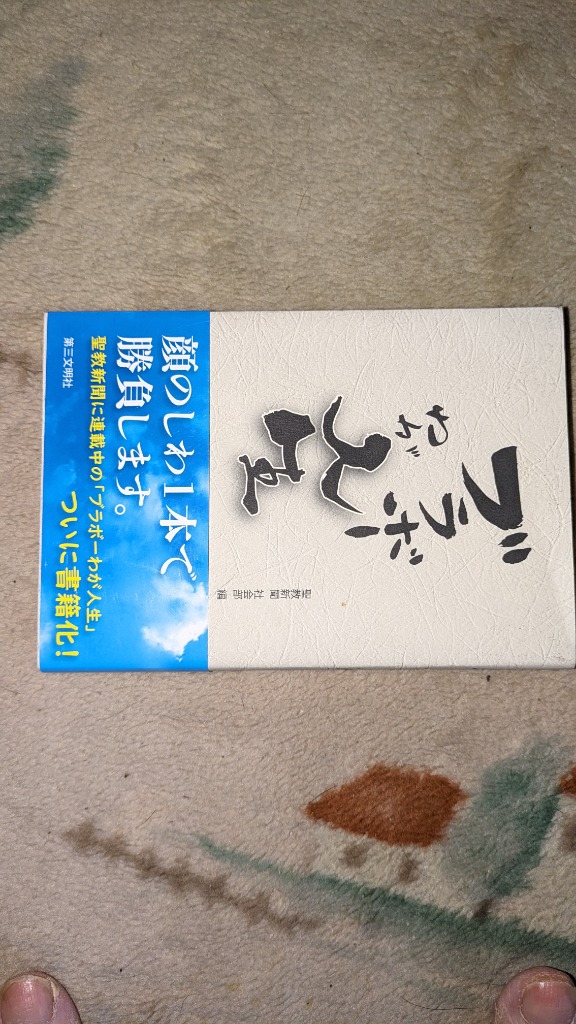 ブラボー
わが
人生
聖教新聞 社会部 編
顔のしわ1本で
勝負します。
聖教新聞に連載中の「ブラボーわが人生」
ついに書籍化!
第三文明社